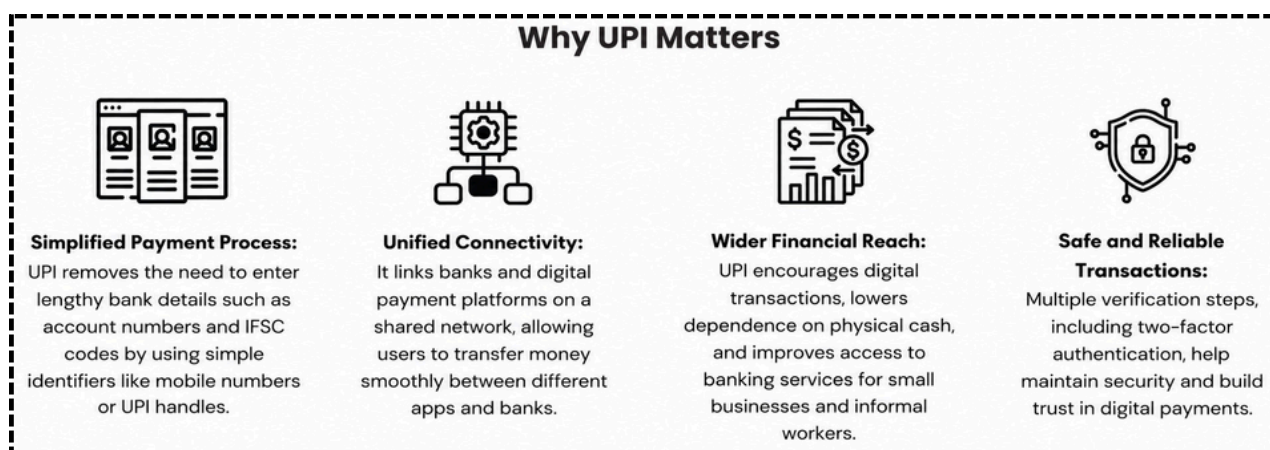 Why UPI Matters
Simplified Payment Process:
UPI removes the need to enter
lengthy bank details such as
account numbers and IFSC
codes by using simple
identifiers like mobile numbers
or UPI handles.
Unified Connectivity:
It links banks and digital
payment platforms on a
shared network, allowing
users to transfer money
smoothly between different
apps and banks.
Wider Financial Reach:
UPI encourages digital
transactions, lowers
dependence on physical cash,
and improves access to
banking services for small
businesses and informal
workers.
Safe and Reliable
Transactions:
Multiple verification steps,
including two-factor
authentication, help
maintain security and build
trust in digital payments.